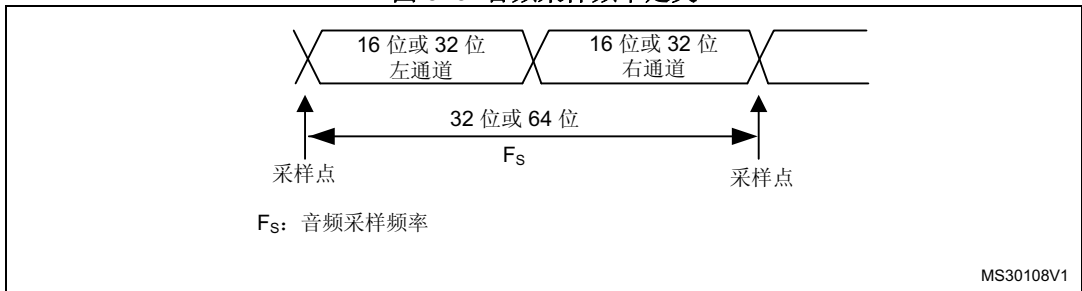 16 位或 32 位
左通道
16 位或 32 位
右通道
32 位或 64 位
FS
采样点
采样点
FS：音频采样频率
MS30108V1